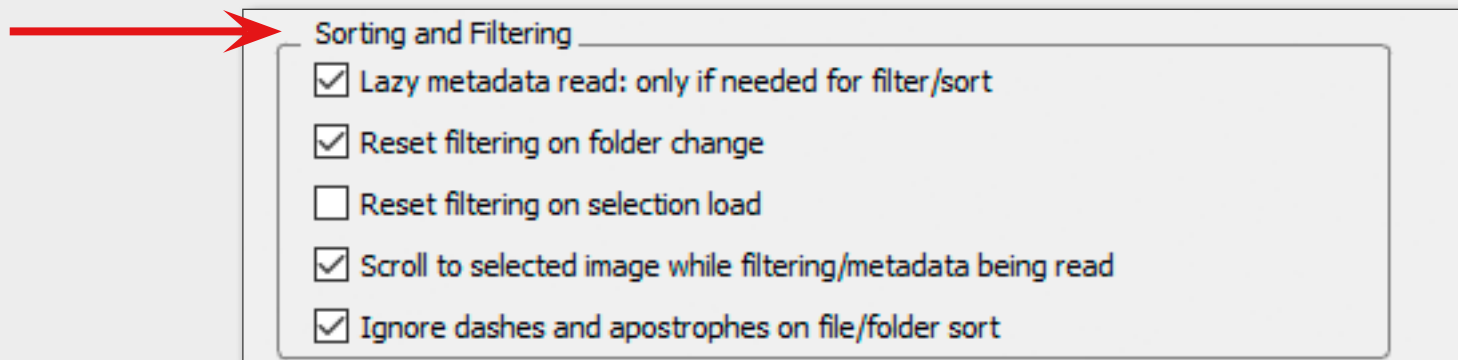 Sorting and Filtering
Lazy metadata read: only if needed for filter/sort
Reset filtering on folder change
Reset filtering on selection load
Scroll to selected image while filtering/metadata being read
Ignore dashes and apostrophes on file/folder sort